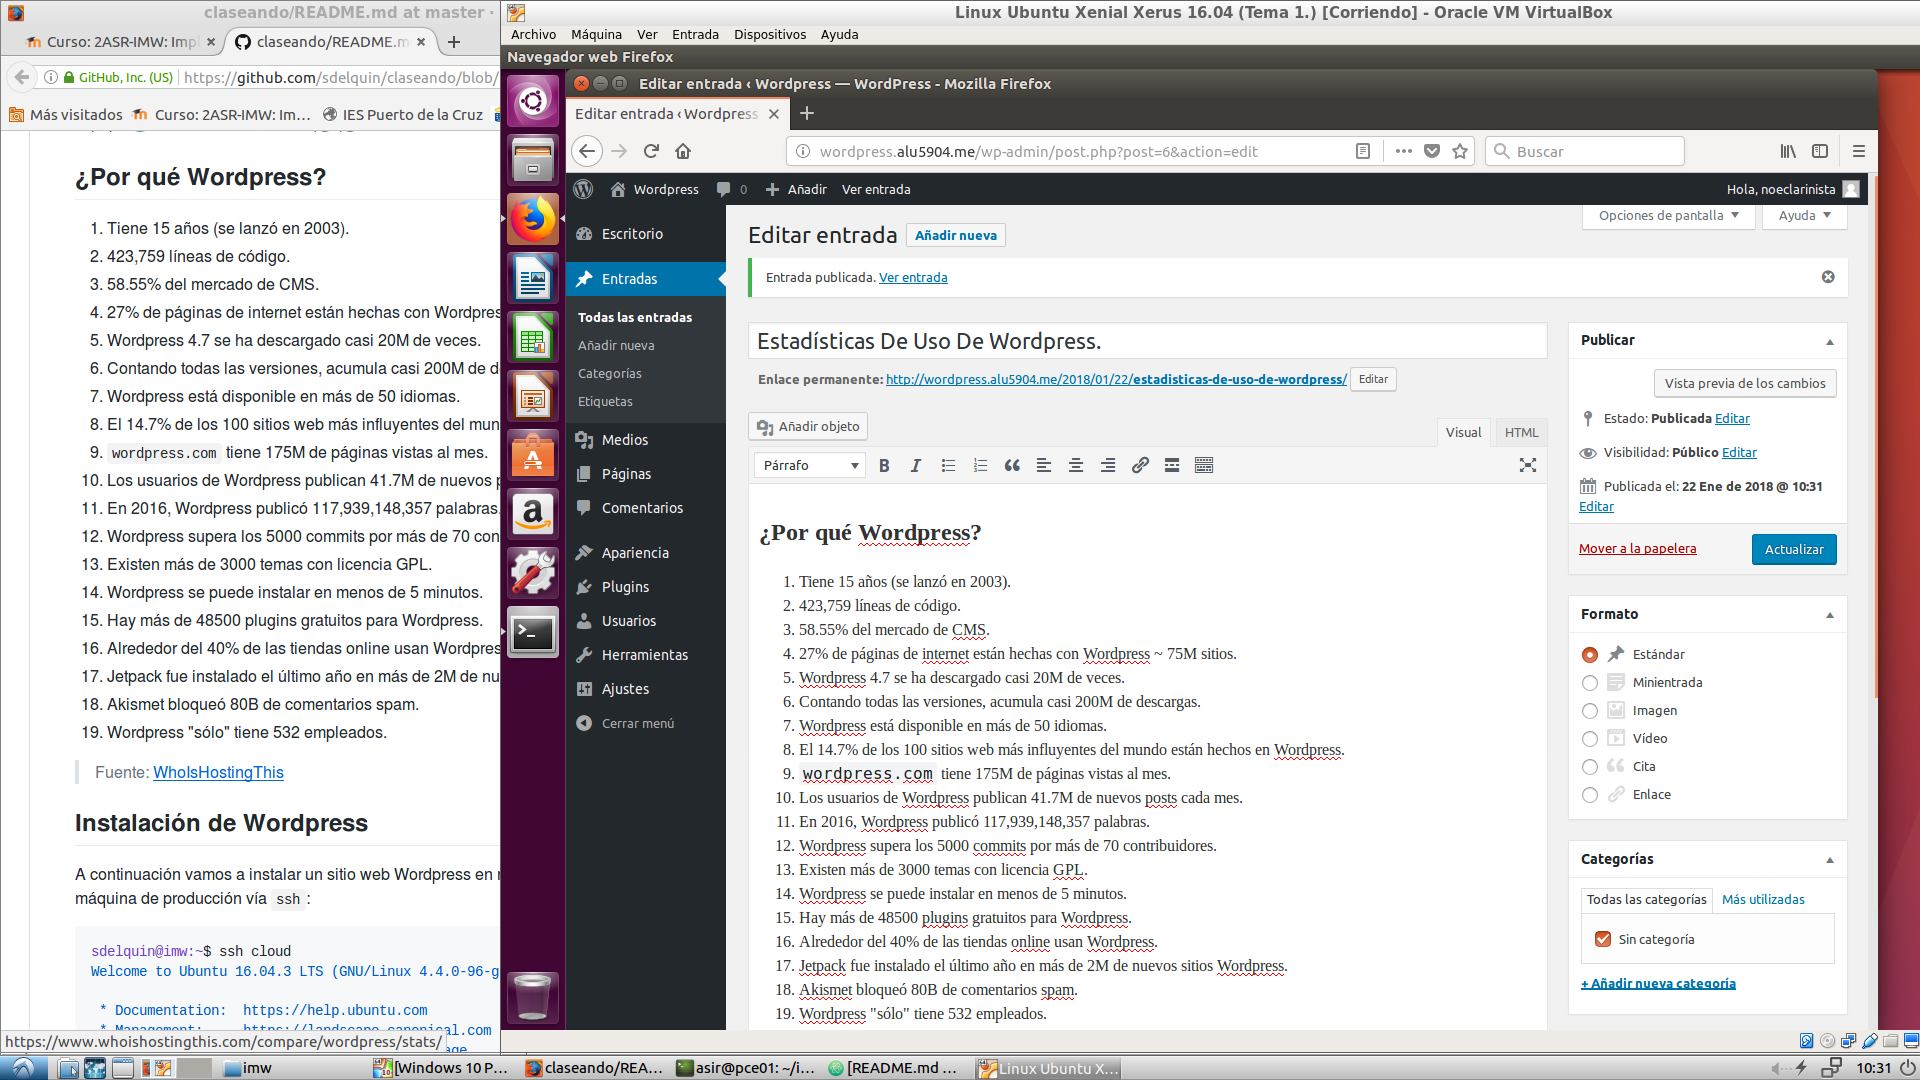 claseando/README.md at master ·
Curso: 2ASR-IMW: Impl
claseando/README.m
GitHub, Inc. (US)
https://github.com/sdelquin/claseando/blob/
Más visitados
Curso: 2ASR-IMW: Im...
IES Puerto de la Cruz
¿Por qué Wordpress?
1. Tiene 15 años (se lanzó en 2003).
2. 423,759 líneas de código.
3. 58.55% del mercado de CMS.
4. 27% de páginas de internet están hechas con Wordpres
5. Wordpress 4.7 se ha descargado casi 20M de veces.
6. Contando todas las versiones, acumula casi 200M de d
7. Wordpress está disponible en más de 50 idiomas.
8. El 14.7% de los 100 sitios web más influyentes del mun
9. wordpress.com tiene 175M de páginas vistas al mes.
10. Los usuarios de Wordpress publican 41.7M de nuevos p
11. En 2016, Wordpress publicó 117,939,148,357 palabras.
12. Wordpress supera los 5000 commits por más de 70 con
13. Existen más de 3000 temas con licencia GPL.
14. Wordpress se puede instalar en menos de 5 minutos.
15. Hay más de 48500 plugins gratuitos para Wordpress.
16. Alrededor del 40% de las tiendas online usan Wordpres
17. Jetpack fue instalado el último año en más de 2M de nu
18. Akismet bloqueó 80B de comentarios spam.
19. Wordpress "sólo" tiene 532 empleados.
Fuente: WhoIsHostingThis
Instalación de Wordpress
A continuación vamos a instalar un sitio web Wordpress en
máquina de producción vía ssh :
sdelquin@imw:~$ ssh cloud
Welcome to Ubuntu 16.04.3 LTS (GNU/Linux 4.4.0-96-g
* Documentation: https://help.ubuntu.com
* Management: https://landscape.canonical.com
https://www.whoishostingthis.com/compare/wordpress/stats/
Linux Ubuntu Xenial Xerus 16.04 (Tema 1.) [Corriendo] - Oracle VM VirtualBox
Archivo Máquina Ver Entrada Dispositivos Ayuda
Navegador web Firefox
Editar entrada ‹ Wordpress — WordPress - Mozilla Firefox
Editar entrada ‹ Wordpress
wordpress.alu5904.me/wp-admin/post.php?post=6&action=edit
Buscar
Wordpress
0
Añadir
Ver entrada
Hola, noeclarinista
Escritorio
Entradas
Todas las entradas
Añadir nueva
Categorías
Etiquetas
Medios
Páginas
Comentarios
Apariencia
Plugins
Usuarios
Herramientas
Ajustes
Cerrar menú
Opciones de pantalla
Ayuda
Editar entrada
Añadir nueva
Entrada publicada. Ver entrada
Estadísticas De Uso De Wordpress.
Enlace permanente: http://wordpress.alu5904.me/2018/01/22/estadisticas-de-uso-de-wordpress/ Editar
Añadir objeto
Visual
HTML
Párrafo
B I
¿Por qué Wordpress?
1. Tiene 15 años (se lanzó en 2003).
2. 423,759 líneas de código.
3. 58.55% del mercado de CMS.
4. 27% de páginas de internet están hechas con Wordpress ~ 75M sitios.
5. Wordpress 4.7 se ha descargado casi 20M de veces.
6. Contando todas las versiones, acumula casi 200M de descargas.
7. Wordpress está disponible en más de 50 idiomas.
8. El 14.7% de los 100 sitios web más influyentes del mundo están hechos en Wordpress.
9. wordpress.com tiene 175M de páginas vistas al mes.
10. Los usuarios de Wordpress publican 41.7M de nuevos posts cada mes.
11. En 2016, Wordpress publicó 117,939,148,357 palabras.
12. Wordpress supera los 5000 commits por más de 70 contribuidores.
13. Existen más de 3000 temas con licencia GPL.
14. Wordpress se puede instalar en menos de 5 minutos.
15. Hay más de 48500 plugins gratuitos para Wordpress.
16. Alrededor del 40% de las tiendas online usan Wordpress.
17. Jetpack fue instalado el último año en más de 2M de nuevos sitios Wordpress.
18. Akismet bloqueó 80B de comentarios spam.
19. Wordpress "sólo" tiene 532 empleados.
Publicar
Vista previa de los cambios
Estado: Publicada Editar
Visibilidad: Público Editar
Publicada el: 22 Ene de 2018 @ 10:31
Editar
Mover a la papelera
Actualizar
Formato
Estándar
Minientrada
Imagen
Vídeo
Cita
Enlace
Categorías
Todas las categorías
Más utilizadas
Sin categoría
+ Añadir nueva categoría
imw
[Windows 10 P...
claseando/REA...
asir@pce01: ~/i...
[README.md ...
Linux Ubuntu X...
10:31